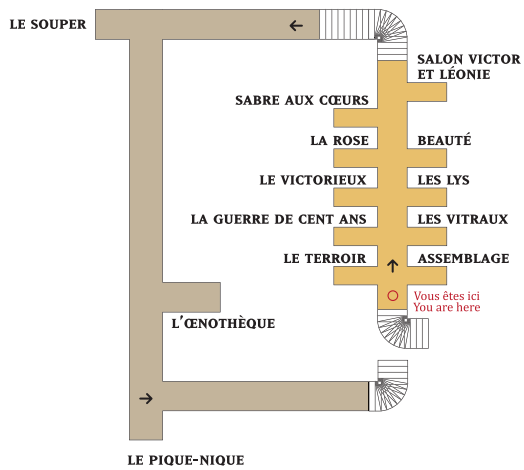 LE SOUPER
SALON VICTOR
ET LÉONIE
SABRE AUX CŒURS
LA ROSE
BEAUTÉ
LE VICTORIEUX
LES LYS
LA GUERRE DE CENT ANS
LES VITRAUX
LE TERROIR
ASSEMBLAGE
Vous êtes ici
You are here
L'ŒNOTHÈQUE
LE PIQUE-NIQUE